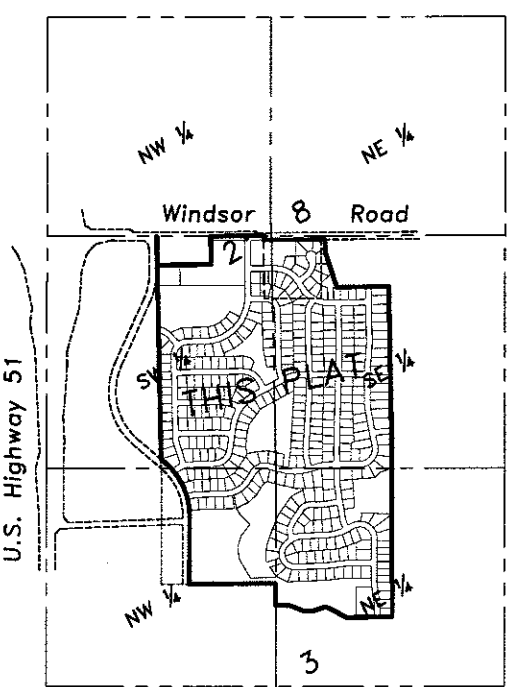 NW 1/4
NE 1/4
Windsor 8 Road
2
U.S. Highway 51
SW 1/4
THIS PLAT
SE 1/4
NW 1/4
NE 1/4
3